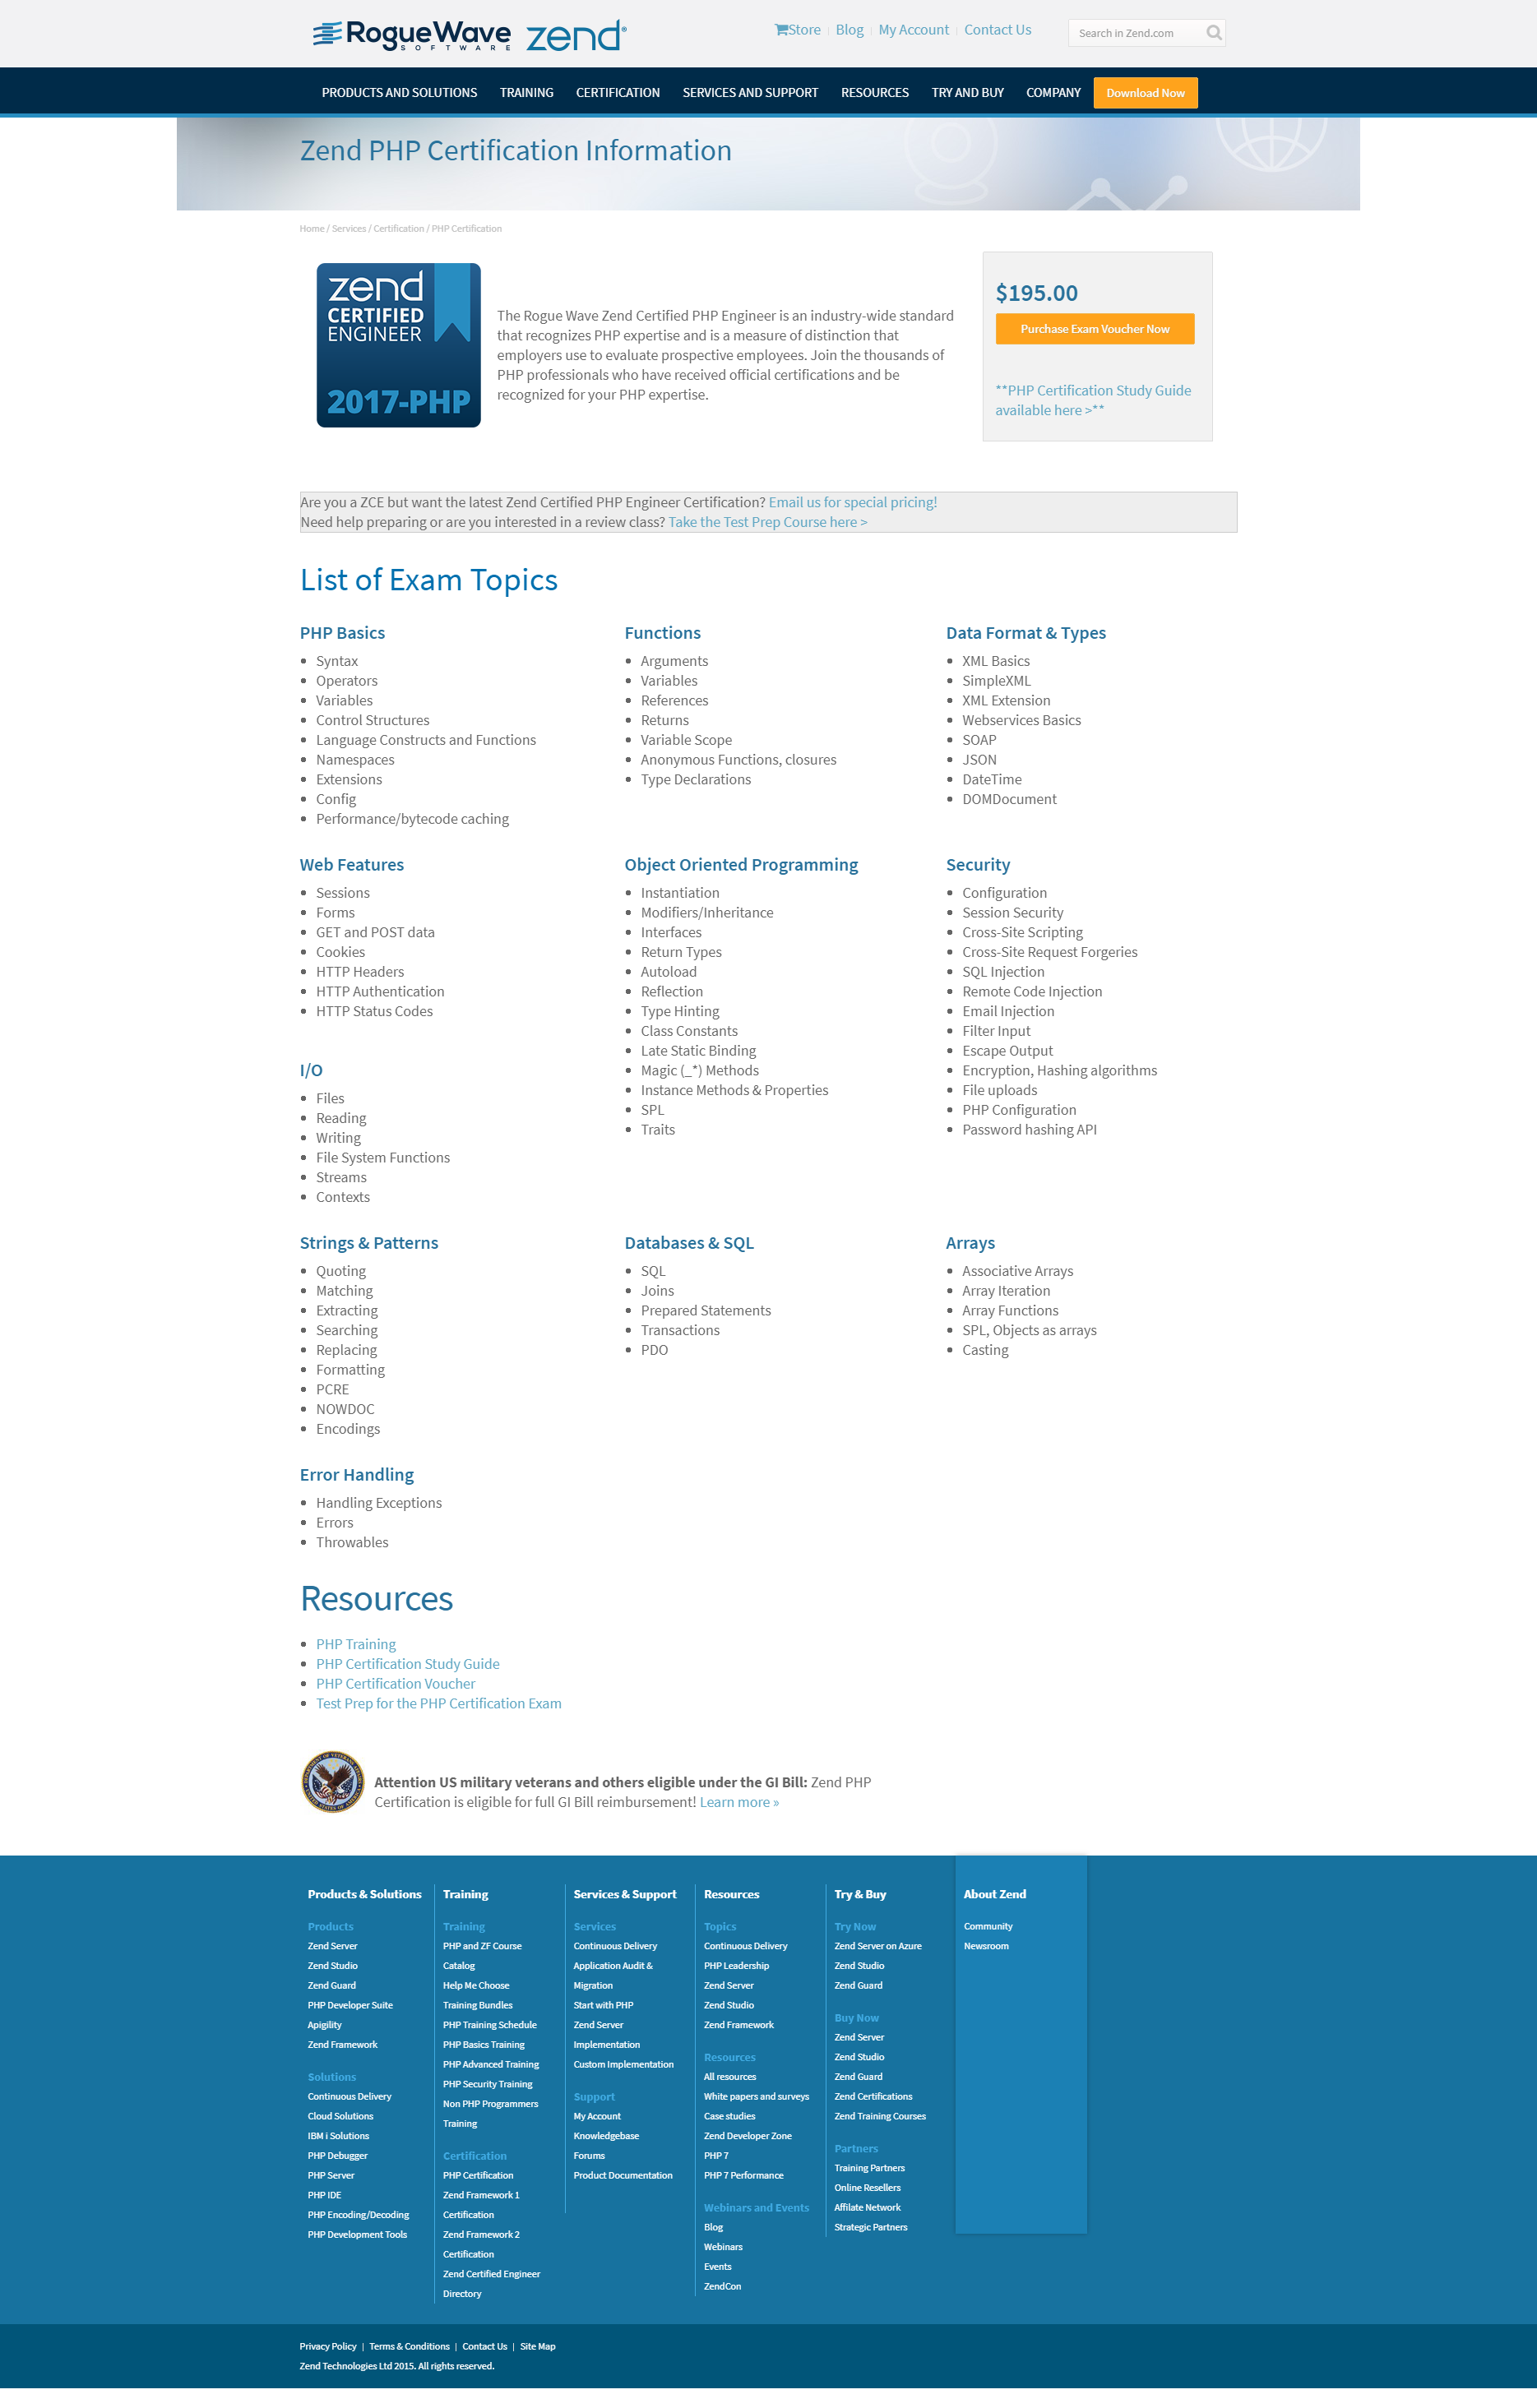 RogueWave
SOFTWARE
zend®
Store | Blog | My Account | Contact Us
Search in Zend.com
PRODUCTS AND SOLUTIONS TRAINING CERTIFICATION SERVICES AND SUPPORT RESOURCES TRY AND BUY COMPANY Download Now
Zend PHP Certification Information
Home / Services / Certification / PHP Certification
zend
CERTIFIED
ENGINEER
2017-PHP
The Rogue Wave Zend Certified PHP Engineer is an industry-wide standard
that recognizes PHP expertise and is a measure of distinction that
employers use to evaluate prospective employees. Join the thousands of
PHP professionals who have received official certifications and be
recognized for your PHP expertise.
$195.00
Purchase Exam Voucher Now
**PHP Certification Study Guide
available here >**
Are you a ZCE but want the latest Zend Certified PHP Engineer Certification? Email us for special pricing!
Need help preparing or are you interested in a review class? Take the Test Prep Course here >
List of Exam Topics
PHP Basics
Syntax
Operators
Variables
Control Structures
Language Constructs and Functions
Namespaces
Extensions
Config
Performance/bytecode caching
Functions
Arguments
Variables
References
Returns
Variable Scope
Anonymous Functions, closures
Type Declarations
Data Format & Types
XML Basics
SimpleXML
XML Extension
Webservices Basics
SOAP
JSON
DateTime
DOMDocument
Web Features
Sessions
Forms
GET and POST data
Cookies
HTTP Headers
HTTP Authentication
HTTP Status Codes
I/O
Files
Reading
Writing
File System Functions
Streams
Contexts
Object Oriented Programming
Instantiation
Modifiers/Inheritance
Interfaces
Return Types
Autoload
Reflection
Type Hinting
Class Constants
Late Static Binding
Magic (_*) Methods
Instance Methods & Properties
SPL
Traits
Security
Configuration
Session Security
Cross-Site Scripting
Cross-Site Request Forgeries
SQL Injection
Remote Code Injection
Email Injection
Filter Input
Escape Output
Encryption, Hashing algorithms
File uploads
PHP Configuration
Password hashing API
Strings & Patterns
Quoting
Matching
Extracting
Searching
Replacing
Formatting
PCRE
NOWDOC
Encodings
Databases & SQL
SQL
Joins
Prepared Statements
Transactions
PDO
Arrays
Associative Arrays
Array Iteration
Array Functions
SPL, Objects as arrays
Casting
Error Handling
Handling Exceptions
Errors
Throwables
Resources
PHP Training
PHP Certification Study Guide
PHP Certification Voucher
Test Prep for the PHP Certification Exam
Attention US military veterans and others eligible under the GI Bill: Zend PHP
Certification is eligible for full GI Bill reimbursement! Learn more »
Products & Solutions
Products
Zend Server
Zend Studio
Zend Guard
PHP Developer Suite
Apigility
Zend Framework
Solutions
Continuous Delivery
Cloud Solutions
IBM i Solutions
PHP Debugger
PHP Server
PHP IDE
PHP Encoding/Decoding
PHP Development Tools
Training
Training
PHP and ZF Course
Catalog
Help Me Choose
Training Bundles
PHP Training Schedule
PHP Basics Training
PHP Advanced Training
PHP Security Training
Non PHP Programmers
Training
Certification
PHP Certification
Zend Framework 1
Certification
Zend Framework 2
Certification
Zend Certified Engineer
Directory
Services & Support
Services
Continuous Delivery
Application Audit &
Migration
Start with PHP
Zend Server
Implementation
Custom Implementation
Support
My Account
Knowledgebase
Forums
Product Documentation
Resources
Topics
Continuous Delivery
PHP Leadership
Zend Server
Zend Studio
Zend Framework
Resources
All resources
White papers and surveys
Case studies
Zend Developer Zone
PHP 7
PHP 7 Performance
Webinars and Events
Blog
Webinars
Events
ZendCon
Try & Buy
Try Now
Zend Server on Azure
Zend Studio
Zend Guard
Buy Now
Zend Server
Zend Studio
Zend Guard
Zend Certifications
Zend Training Courses
Partners
Training Partners
Online Resellers
Affilate Network
Strategic Partners
About Zend
Community
Newsroom
Privacy Policy | Terms & Conditions | Contact Us | Site Map
Zend Technologies Ltd 2015. All rights reserved.